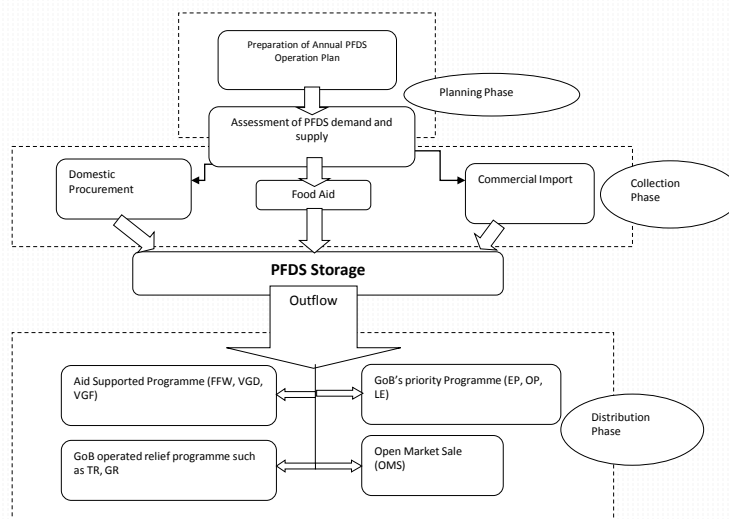 Preparation of Annual PFDS
Operation Plan
Planning Phase
Assessment of PFDS demand and
supply
Domestic
Procurement
Food Aid
Commercial Import
Collection
Phase
PFDS Storage
Outflow
Aid Supported Programme (FFW, VGD,
VGF)
GoB's priority Programme (EP, OP,
LE)
Distribution
Phase
GoB operated relief programme such
as TR, GR
Open Market Sale
(OMS)